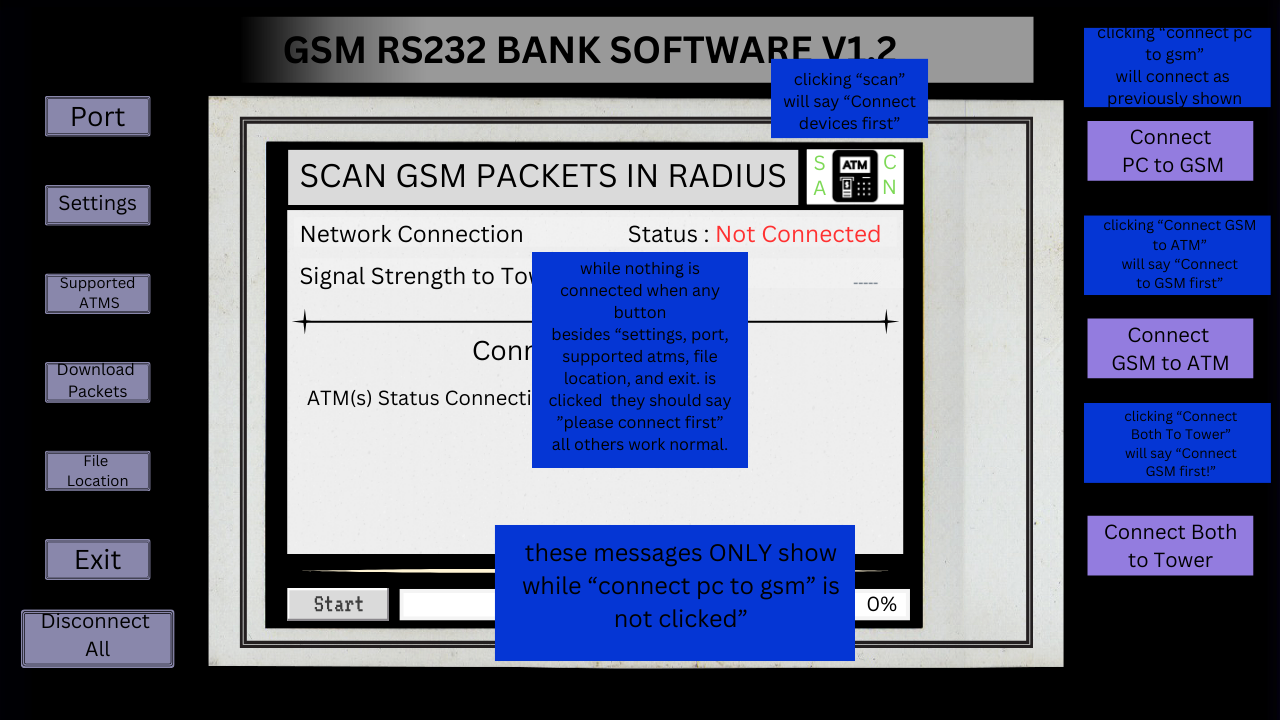 GSM RS232 BANK SOFTWARE V1.2
clicking “scan”
will say “Connect
devices first”
clicking “connect pc
to gsm”
will connect as
previously shown
Port
Settings
Supported
ATMS
Download
Packets
File
Location
Exit
Disconnect
All
SCAN GSM PACKETS IN RADIUS
S
A
ATM
C
N
Network Connection
Status : Not Connected
Signal Strength to
-----
while nothing is
connected when any
button
besides “settings, port,
supported atms, file
location, and exit. is
clicked they should say
”please connect first”
all others work normal.
ATM(s) Status
these messages ONLY show
while “connect pc to gsm” is
not clicked”
Start
0%
Connect
PC to GSM
clicking “Connect GSM
to ATM”
will say “Connect
to GSM first”
Connect
GSM to ATM
clicking “Connect
Both To Tower”
will say “Connect
GSM first!”
Connect Both
to Tower